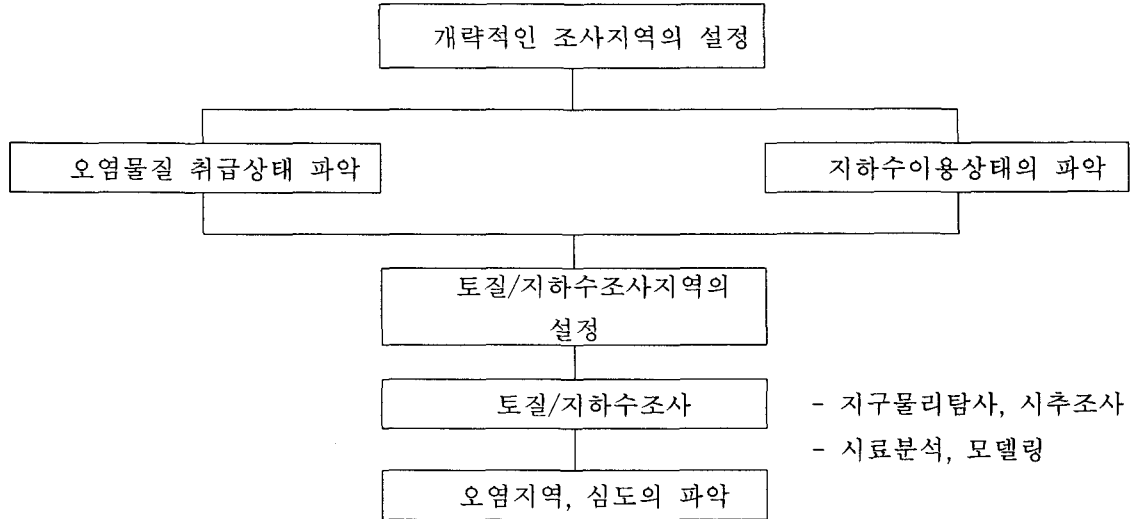 개략적인 조사지역의 설정
오염물질 취급상태 파악
지하수이용상태의 파악
토질/지하수조사지역의
설정
토질/지하수조사
- 지구물리탐사, 시추조사
- 시료분석, 모델링
오염지역, 심도의 파악